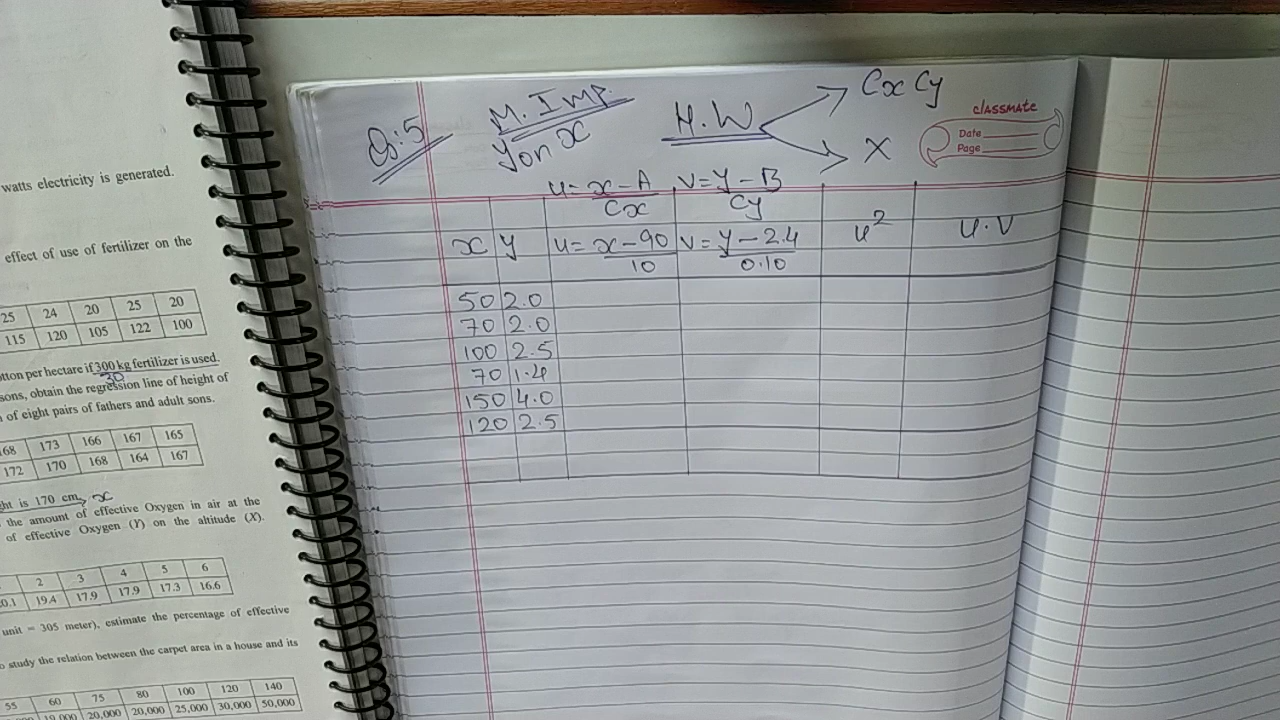 watts electricity is generated.
effect of use of fertilizer on the
25 24 20 25 20
115 120 105 122 100
tton per hectare if 300 kg fertilizer is used.
30
sons, obtain the regression line of height of
of eight pairs of fathers and adult sons.
168 173 166 167 165
172 170 168 164 167
ght is 170 cm. x
the amount of effective Oxygen in air at the
of effective Oxygen (Y) on the altitude (X).
2 3 4 5 6
20.1 19.4 17.9 17.9 17.3 16.6
unit = 305 meter), estimate the percentage of effective
o study the relation between the carpet area in a house and its
55 60 75 80 100 120 140
20,000 20,000 25,000 30,000 50,000
Q:5 M. Imp. H.W Cx Cy
y on x X
classmate
Date
Page
u = x - A / Cx v = y - B / Cy
x y u = x - 90 / 10 v = y - 2.4 / 0.10 u² u.v
50 2.0
70 2.0
100 2.5
70 1.4
150 4.0
120 2.5